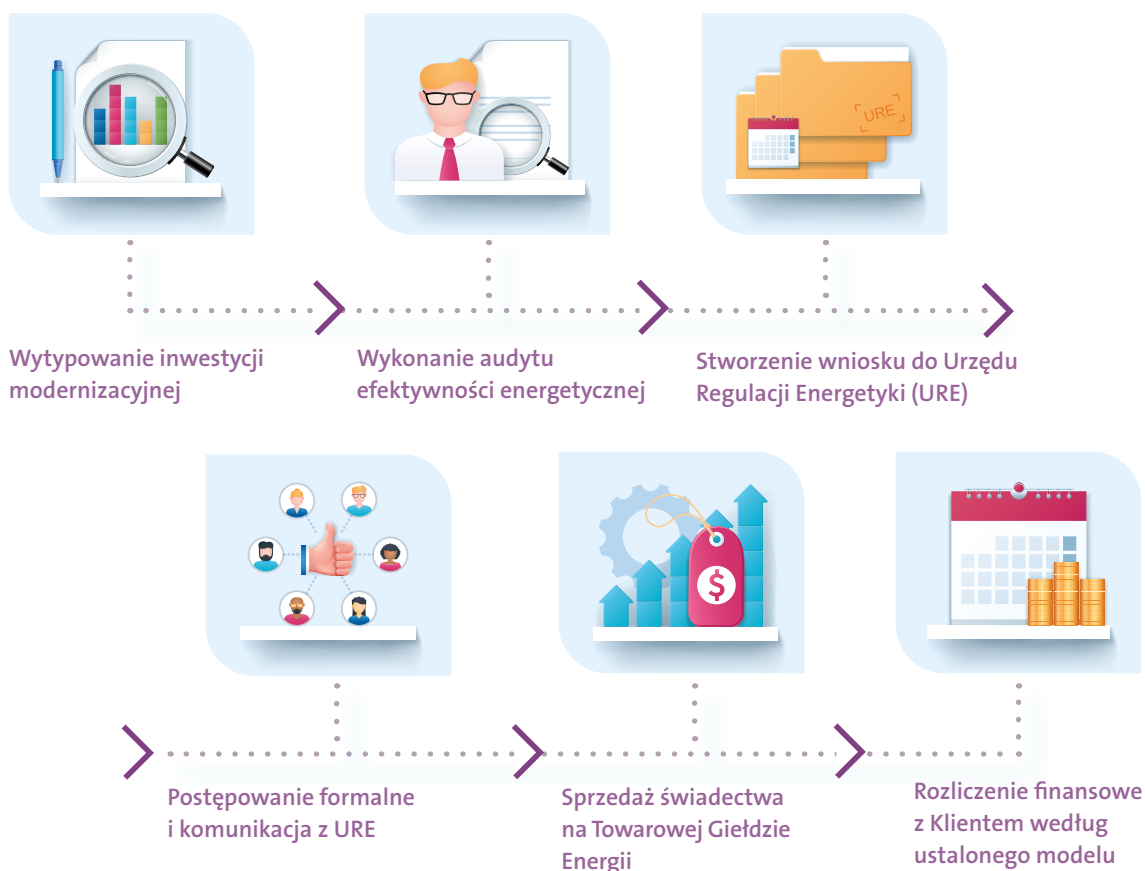 URE
Wytypowanie inwestycji
modernizacyjnej
Wykonanie audytu
efektywności energetycznej
Stworzenie wniosku do Urzędu
Regulacji Energetyki (URE)
$
Postępowanie formalne
i komunikacja z URE
Sprzedaż świadectwa
na Towarowej Giełdzie
Energii
Rozliczenie finansowe
z Klientem według
ustalonego modelu